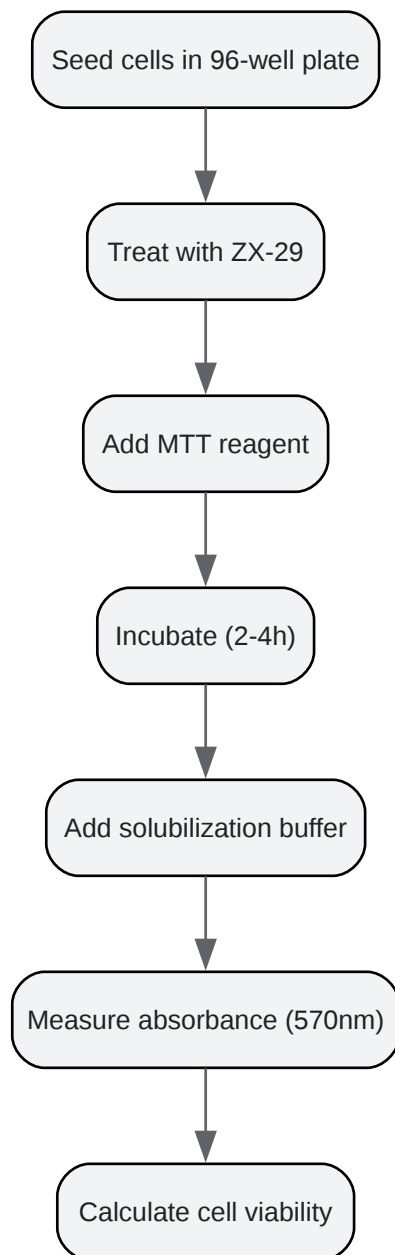 Seed cells in 96-well plate
Treat with ZX-29
Add MTT reagent
Incubate (2-4h)
Add solubilization buffer
Measure absorbance (570nm)
Calculate cell viability